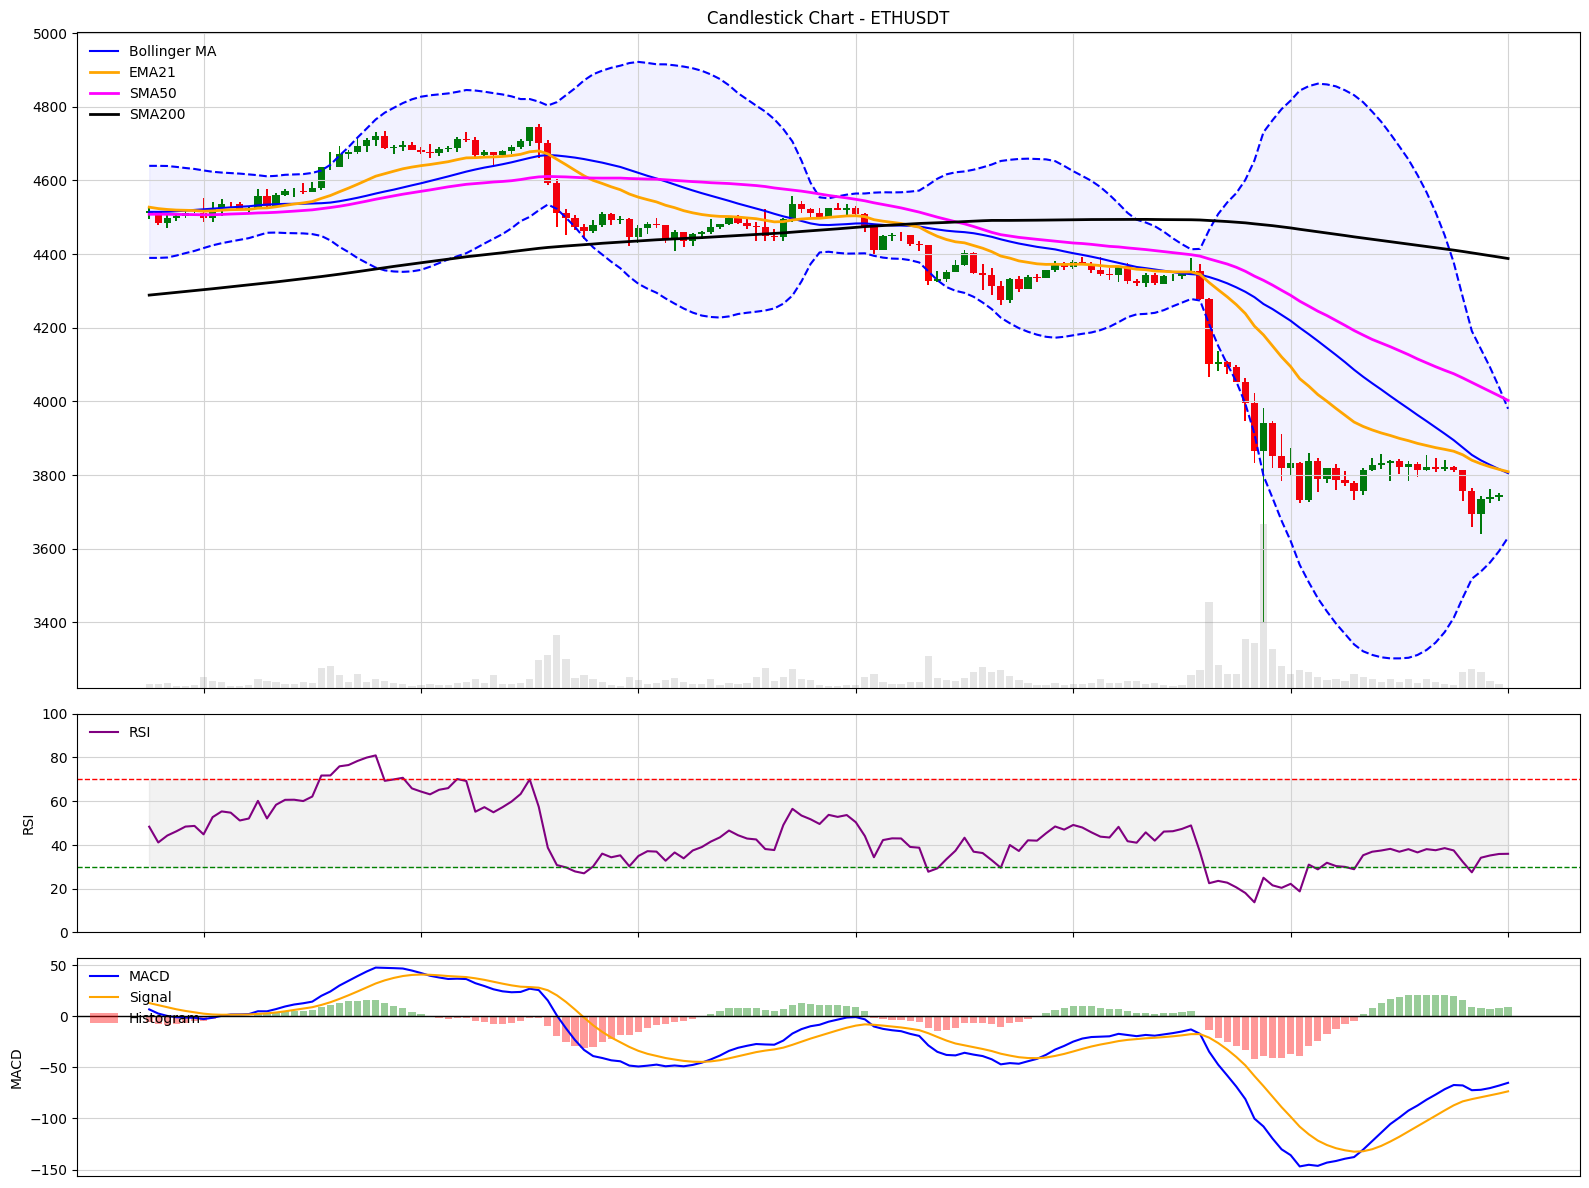 Candlestick Chart - ETHUSDT
5000
4800
4600
4400
4200
4000
3800
3600
3400
Bollinger MA
EMA21
SMA50
SMA200
100
80
60
40
20
0
RSI
RSI
50
0
−50
−100
−150
MACD
MACD
Signal
Histogram